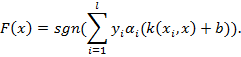 F(x) = sgn(∑_{i=1}^{l} y_i α_i (k(x_i, x) + b)).